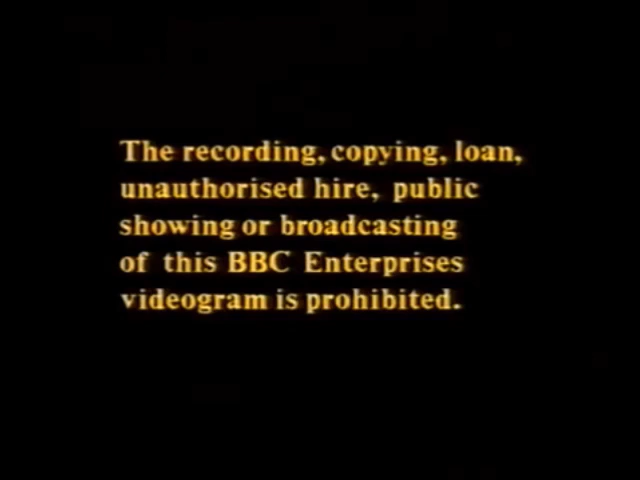 The recording, copying, loan,
unauthorised hire, public
showing or broadcasting
of this BBC Enterprises
videogram is prohibited.